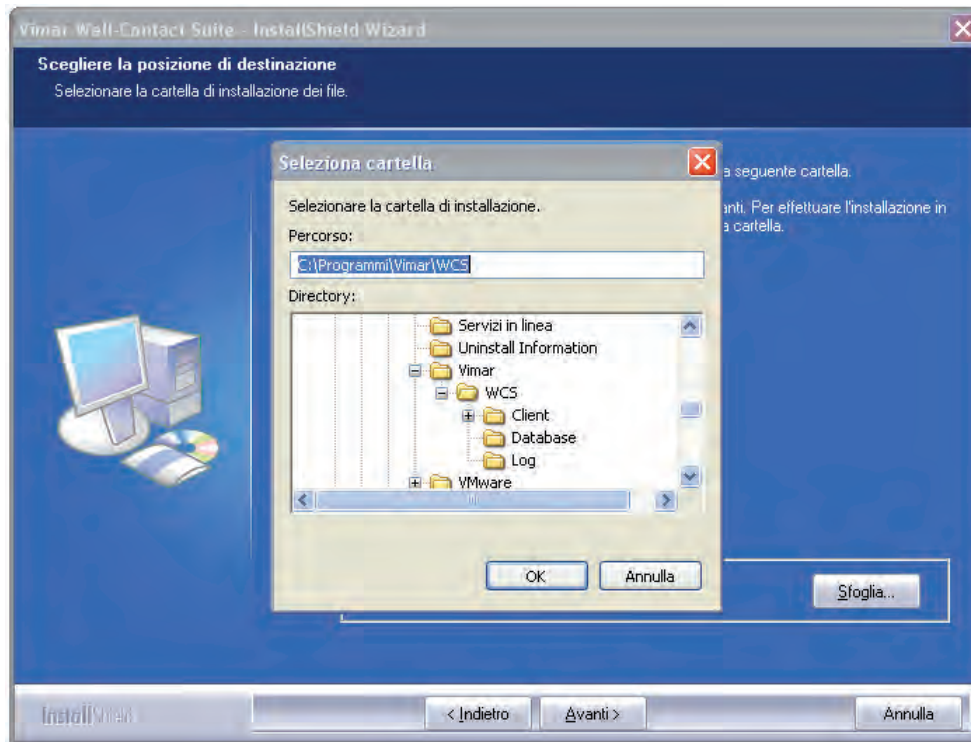 Vimar Well-Contact Suite - InstallShield Wizard
Scegliere la posizione di destinazione
Selezionare la cartella di installazione dei file.
Seleziona cartella
a seguente cartella.
Selezionare la cartella di installazione.
anti. Per effettuare l'installazione in
a cartella.
Percorso:
C:\Programmi\Vimar\WCS
Directory:
Servizi in linea
Uninstall Information
Vimar
WCS
Client
Database
Log
VMware
OK
Annulla
Sfoglia...
InstallShield
< Indietro
Avanti >
Annulla